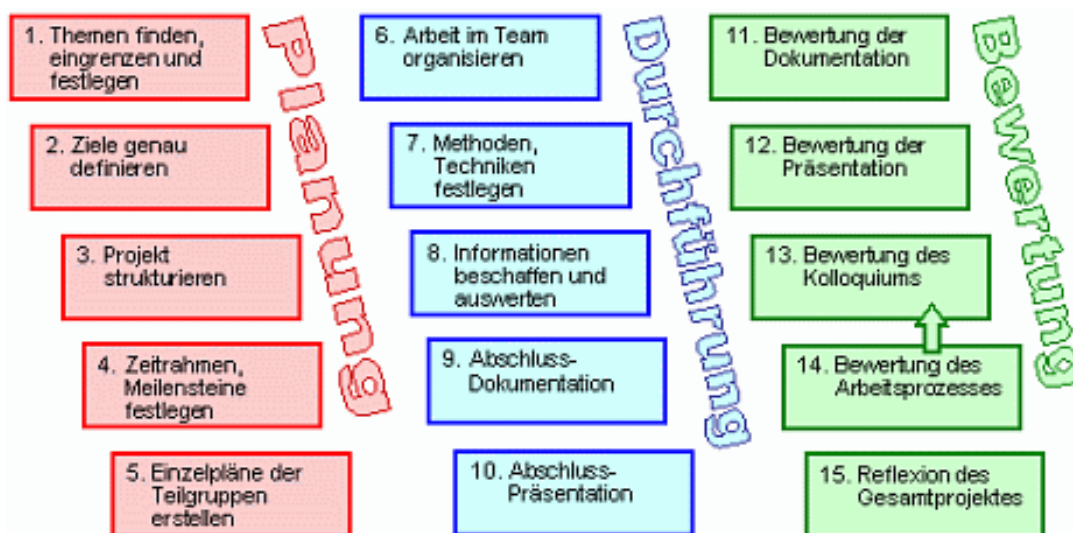 1. Themen finden,
eingrenzen und
festlegen
2. Ziele genau
definieren
3. Projekt
strukturieren
4. Zeitrahmen,
Meilensteine
festlegen
5. Einzelpläne der
Teilgruppen
erstellen
Planung
6. Arbeit im Team
organisieren
7. Methoden,
Techniken
festlegen
8. Informationen
beschaffen und
auswerten
9. Abschluss-
Dokumentation
10. Abschluss-
Präsentation
Durchführung
11. Bewertung der
Dokumentation
12. Bewertung der
Präsentation
13. Bewertung des
Kolloquiums
14. Bewertung des
Arbeitsprozesses
15. Reflexion des
Gesamtprojektes
Bewertung